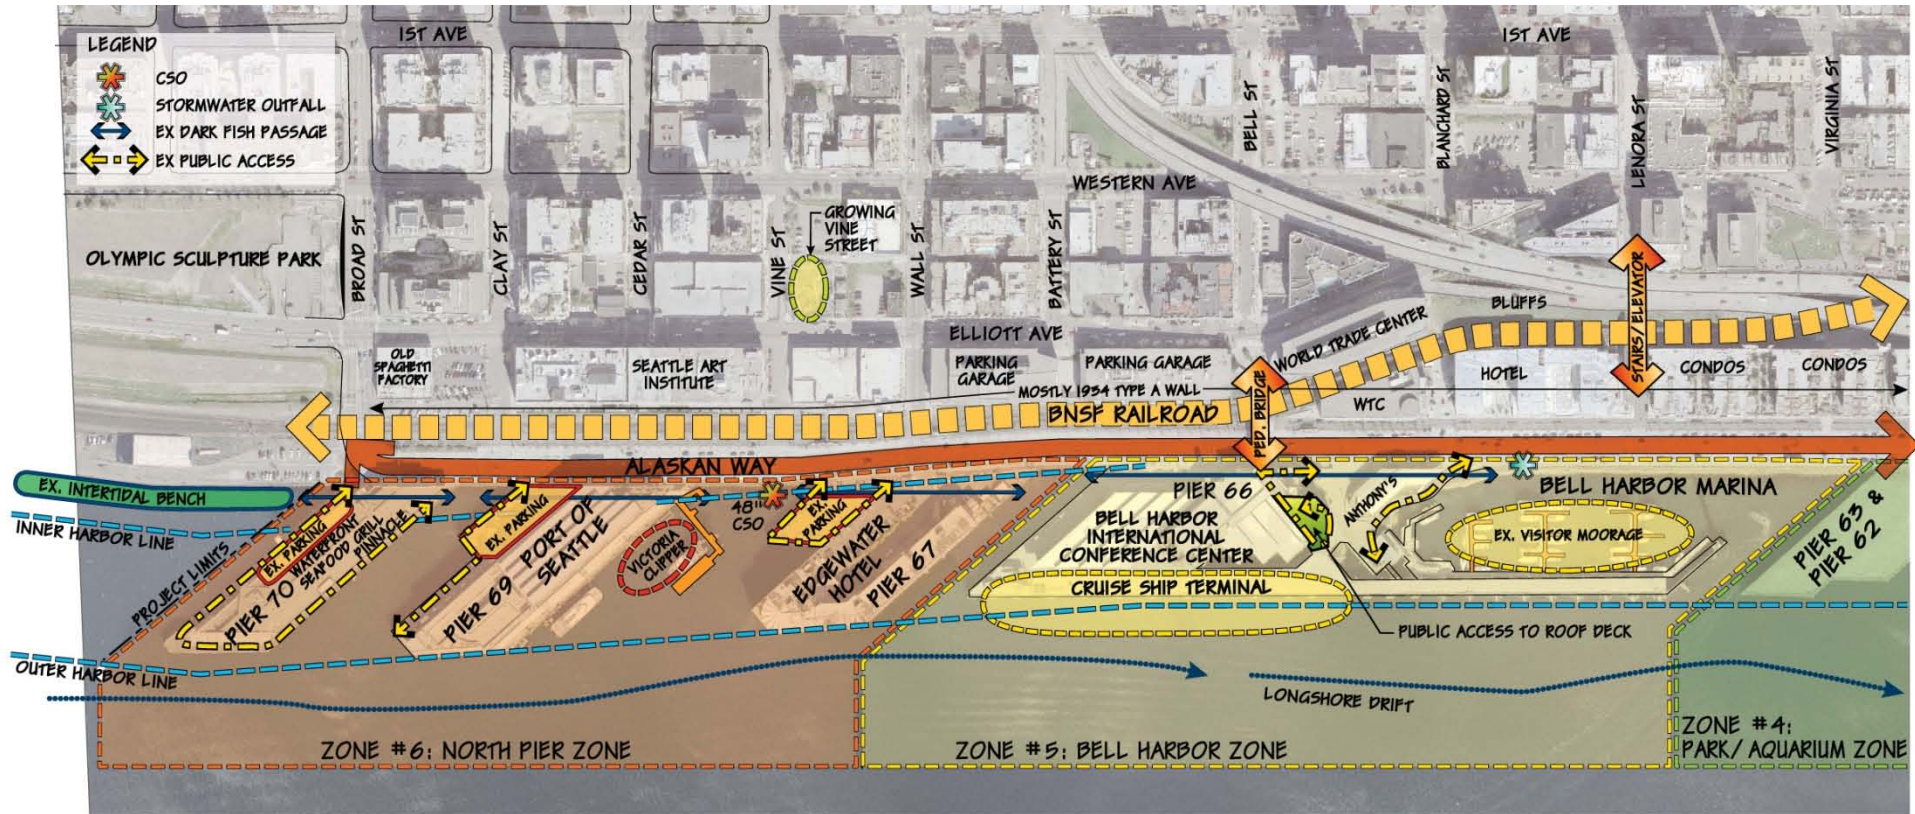 LEGEND
CSO
STORMWATER OUTFALL
EX DARK FISH PASSAGE
EX PUBLIC ACCESS
1ST AVE
1ST AVE
BELL ST
BLANCHARD ST
LENORA ST
VIRGINIA ST
WESTERN AVE
GROWING
VINE
STREET
OLYMPIC SCULPTURE PARK
BROAD ST
CLAY ST
CEDAR ST
VINE ST
WALL ST
BATTERY ST
ELLIOTT AVE
BLUFFS
STAIRS/ELEVATOR
WORLD TRADE CENTER
OLD
SPAGHETTI
FACTORY
SEATTLE ART
INSTITUTE
PARKING
GARAGE
PARKING GARAGE
HOTEL
CONDOS
CONDOS
MOSTLY 1934 TYPE A WALL
WTC
BNSF RAILROAD
PED. BRIDGE
ALASKAN WAY
EX. INTERTIDAL BENCH
INNER HARBOR LINE
PROJECT LIMITS
EX. PARKING
WATERFRONT
SEAFOOD GRILL
PINNACLE
PIER 70
EX. PARKING
PORT OF
SEATTLE
PIER 69
VICTORIA
CLIPPER
48"
CSO
EX.
PARKING
EDGEWATER
HOTEL
PIER 67
PIER 66
BELL HARBOR
INTERNATIONAL
CONFERENCE CENTER
CRUISE SHIP TERMINAL
ANTHONY'S
BELL HARBOR MARINA
EX. VISITOR MOORAGE
PIER 63 &
PIER 62
PUBLIC ACCESS TO ROOF DECK
OUTER HARBOR LINE
LONGSHORE DRIFT
ZONE #6: NORTH PIER ZONE
ZONE #5: BELL HARBOR ZONE
ZONE #4:
PARK/ AQUARIUM ZONE